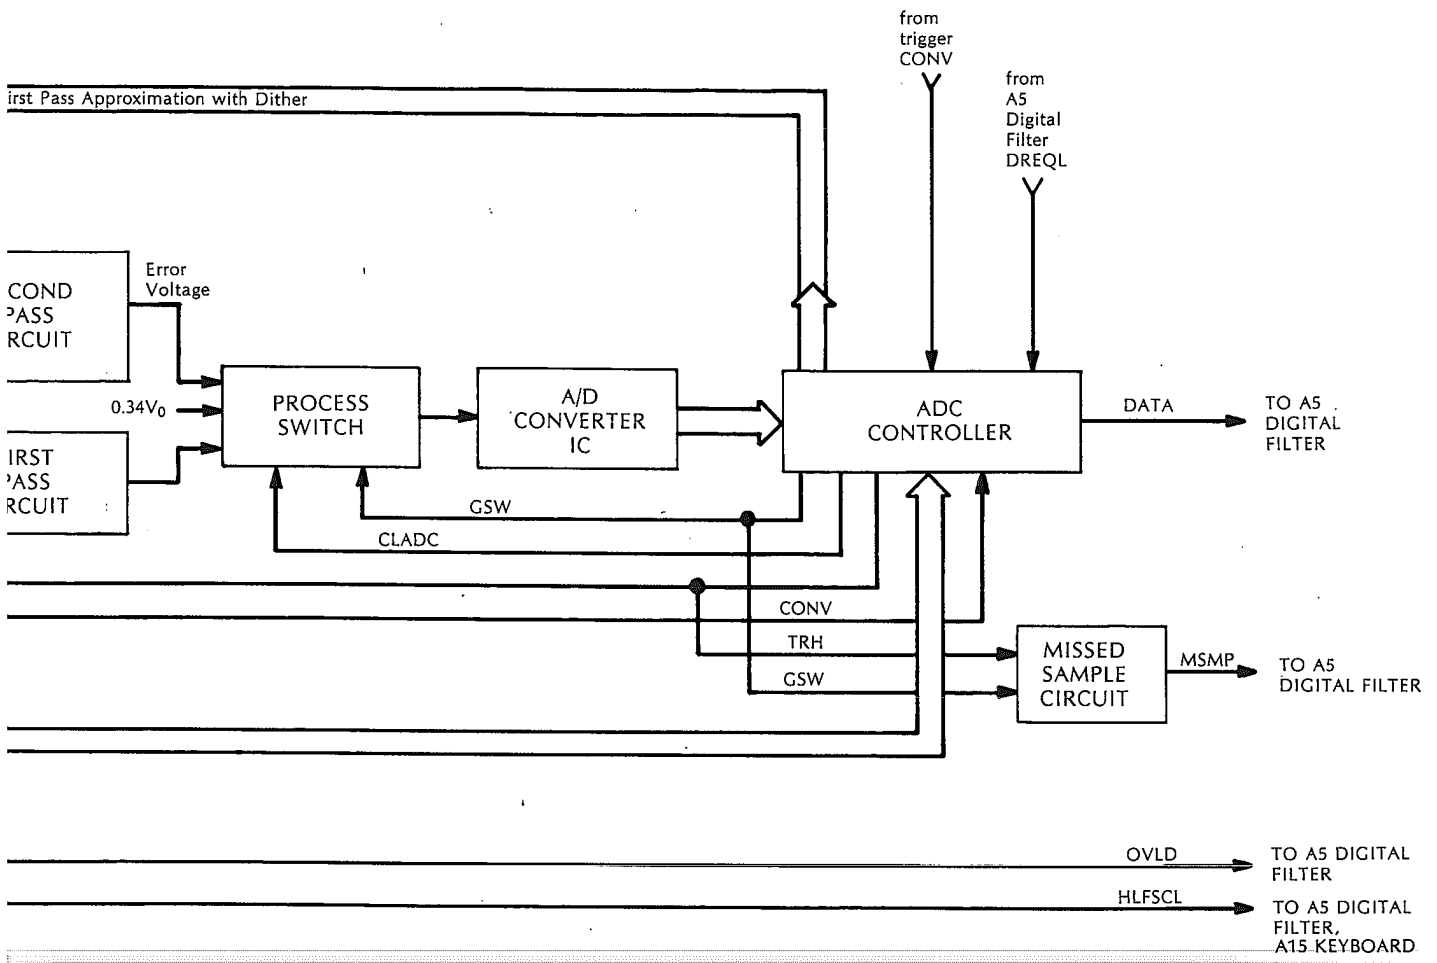 from
trigger
CONV
from
A5
Digital
Filter
DREQL
irst Pass Approximation with Dither
COND
PASS
RCUIT
Error
Voltage
0.34V₀
IRST
PASS
RCUIT
PROCESS
SWITCH
A/D
CONVERTER
IC
ADC
CONTROLLER
DATA
TO A5
DIGITAL
FILTER
GSW
CLADC
CONV
TRH
GSW
MISSED
SAMPLE
CIRCUIT
MSMP
TO A5
DIGITAL FILTER
OVLD
TO A5 DIGITAL
FILTER
HLFSCL
TO A5 DIGITAL
FILTER,
A15 KEYBOARD